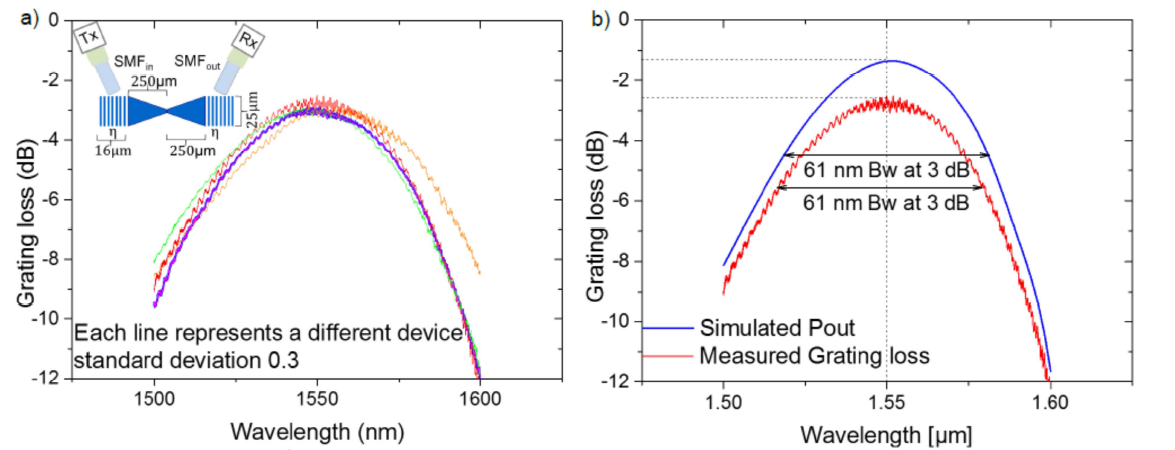 a)
Grating loss (dB)
0
-2
-4
-6
-8
-10
-12
Tx
Rx
SMFin
SMFout
250µm
25µm
η
η
16µm
250µm
Each line represents a different device
standard deviation 0.3
1500
1550
1600
Wavelength (nm)
b)
Grating loss (dB)
0
-2
-4
-6
-8
-10
-12
61 nm Bw at 3 dB
61 nm Bw at 3 dB
Simulated Pout
Measured Grating loss
1.50
1.55
1.60
Wavelength [µm]